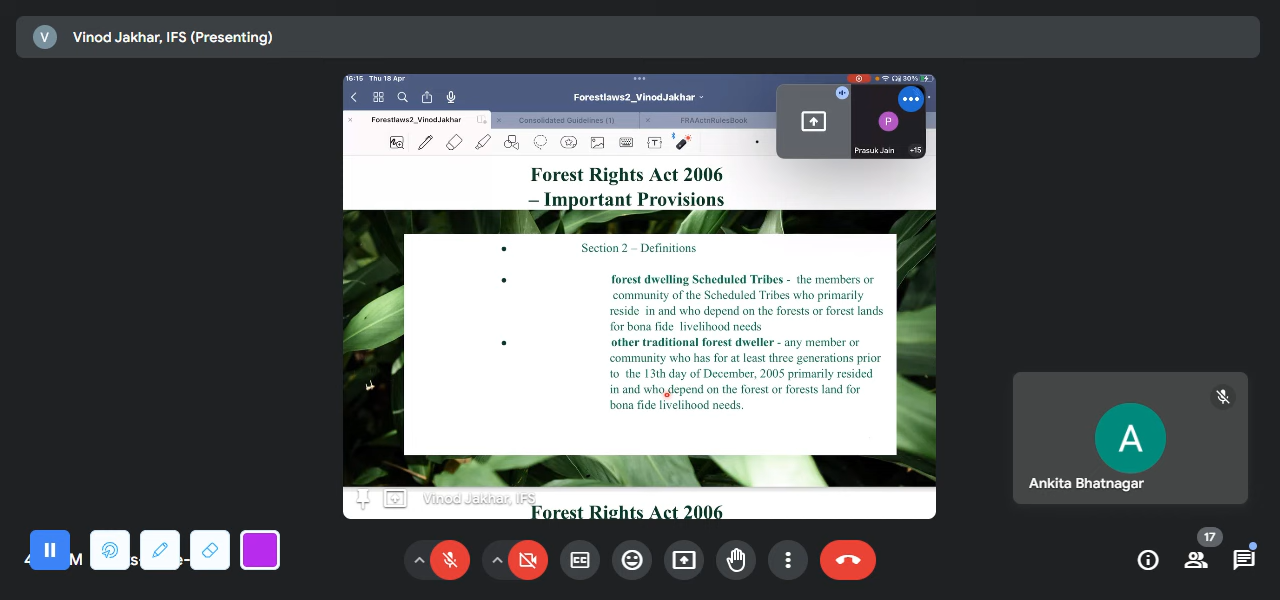 V
Vinod Jakhar, IFS (Presenting)
16:15 Thu 18 Apr
30%
Forestlaws2_VinodJakhar
Forestlaws2_VinodJakhar
Consolidated Guidelines (1)
FRAActnRulesBook
P
Prasuk Jain
+15
T
Forest Rights Act 2006
– Important Provisions
• Section 2 – Definitions
• forest dwelling Scheduled Tribes - the members or
community of the Scheduled Tribes who primarily
reside in and who depend on the forests or forest lands
for bona fide livelihood needs
• other traditional forest dweller - any member or
community who has for at least three generations prior
to the 13th day of December, 2005 primarily resided
in and who depend on the forest or forests land for
bona fide livelihood needs.
Vinod Jakhar, IFS
Forest Rights Act 2006
A
Ankita Bhatnagar
CC
17